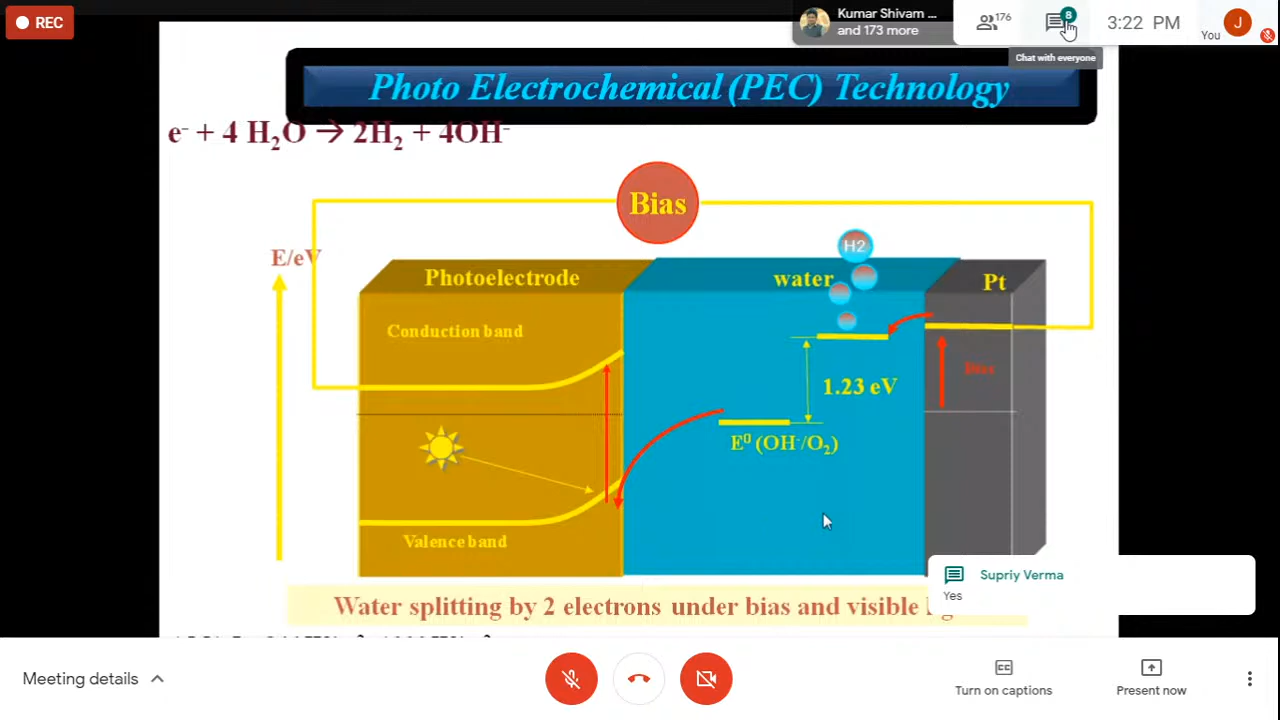 REC
Kumar Shivam ...
and 173 more
176
8
3:22 PM
You
J
Chat with everyone
Photo Electrochemical (PEC) Technology
e⁻ + 4 H₂O → 2H₂ + 4OH⁻
Bias
E/eV
H2
Photoelectrode
water
Pt
Conduction band
1.23 eV
E⁰ (OH⁻/O₂)
Valence band
Supriy Verma
Yes
Water splitting by 2 electrons under bias and visible
Meeting details
Turn on captions
Present now